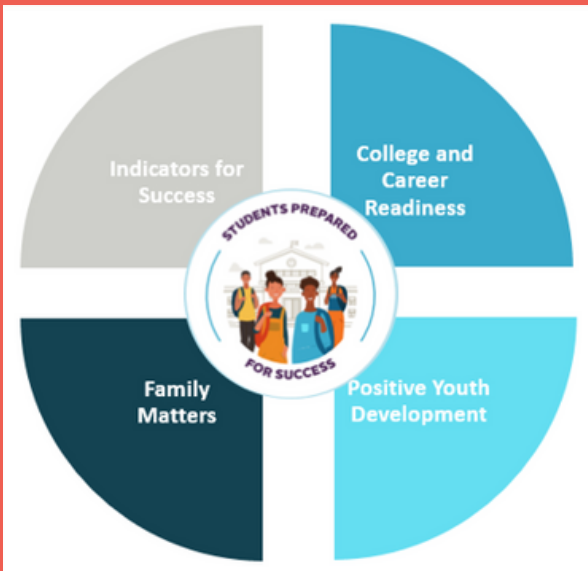 Indicators for
Success
College and
Career
Readiness
STUDENTS PREPARED
FOR SUCCESS
Family
Matters
Positive Youth
Development